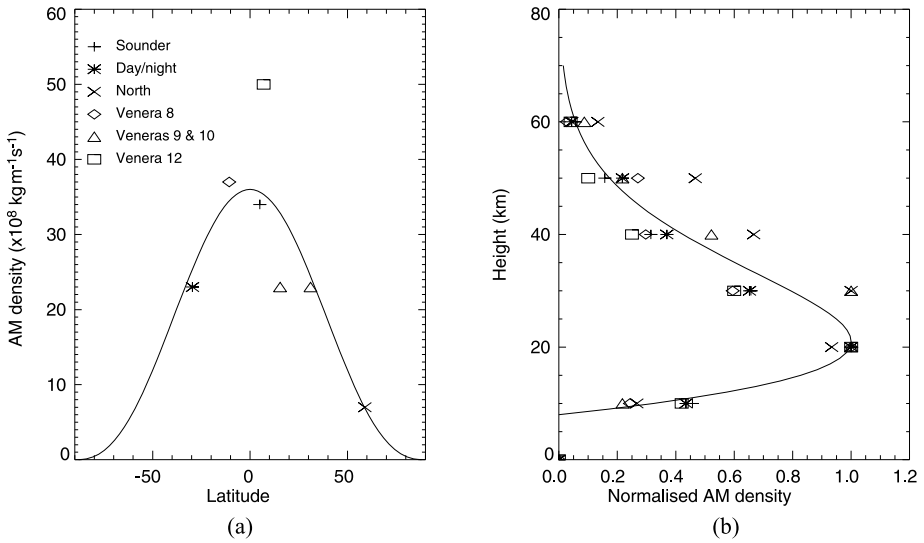 60
50
40
30
20
10
0
AM density (x10⁸ kg m⁻¹s⁻¹)
Sounder
Day/night
North
Venera 8
Veneras 9 & 10
Venera 12
-50
0
50
Latitude
(a)
80
60
40
20
0
Height (km)
0.0
0.2
0.4
0.6
0.8
1.0
1.2
Normalised AM density
(b)